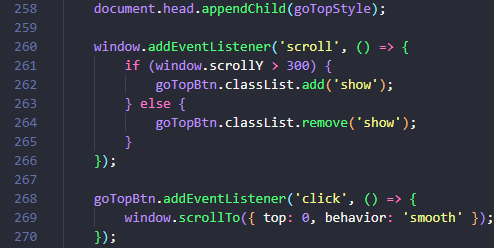 258 document.head.appendChild(goTopStyle);
259
260 window.addEventListener('scroll', () => {
261 if (window.scrollY > 300) {
262 goTopBtn.classList.add('show');
263 } else {
264 goTopBtn.classList.remove('show');
265 }
266 });
267
268 goTopBtn.addEventListener('click', () => {
269 window.scrollTo({ top: 0, behavior: 'smooth' });
270 });